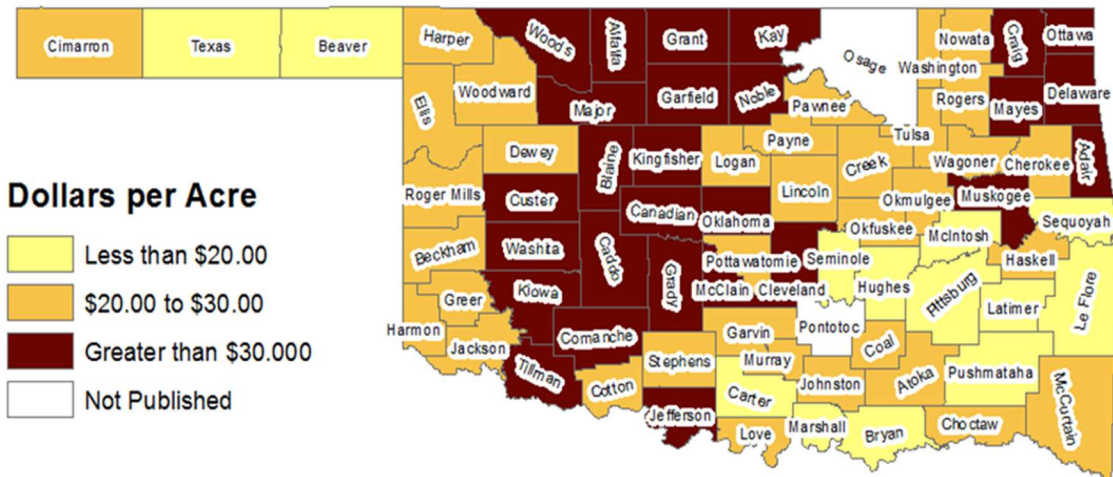 Cimarron
Texas
Beaver
Harper
Woods
Alfalfa
Grant
Kay
Osage
Nowata
Craig
Ottawa
Washington
Woodward
Ellis
Major
Garfield
Noble
Pawnee
Rogers
Mayes
Delaware
Tulsa
Dewey
Blaine
Kingfisher
Logan
Payne
Creek
Wagoner
Cherokee
Adair
Dollars per Acre
Roger Mills
Custer
Canadian
Oklahoma
Lincoln
Okmulgee
Muskogee
Sequoyah
Less than $20.00
Beckham
Washita
Caddo
Grady
Pottawatomie
Seminole
Okfuskee
McIntosh
Haskell
$20.00 to $30.00
Greer
Kiowa
McClain
Cleveland
Hughes
Pittsburg
Latimer
Le Flore
Greater than $30.000
Harmon
Jackson
Comanche
Garvin
Pontotoc
Coal
Stephens
Murray
Tillman
Cotton
Johnston
Atoka
Pushmataha
McCurtain
Not Published
Jefferson
Carter
Love
Marshall
Bryan
Choctaw